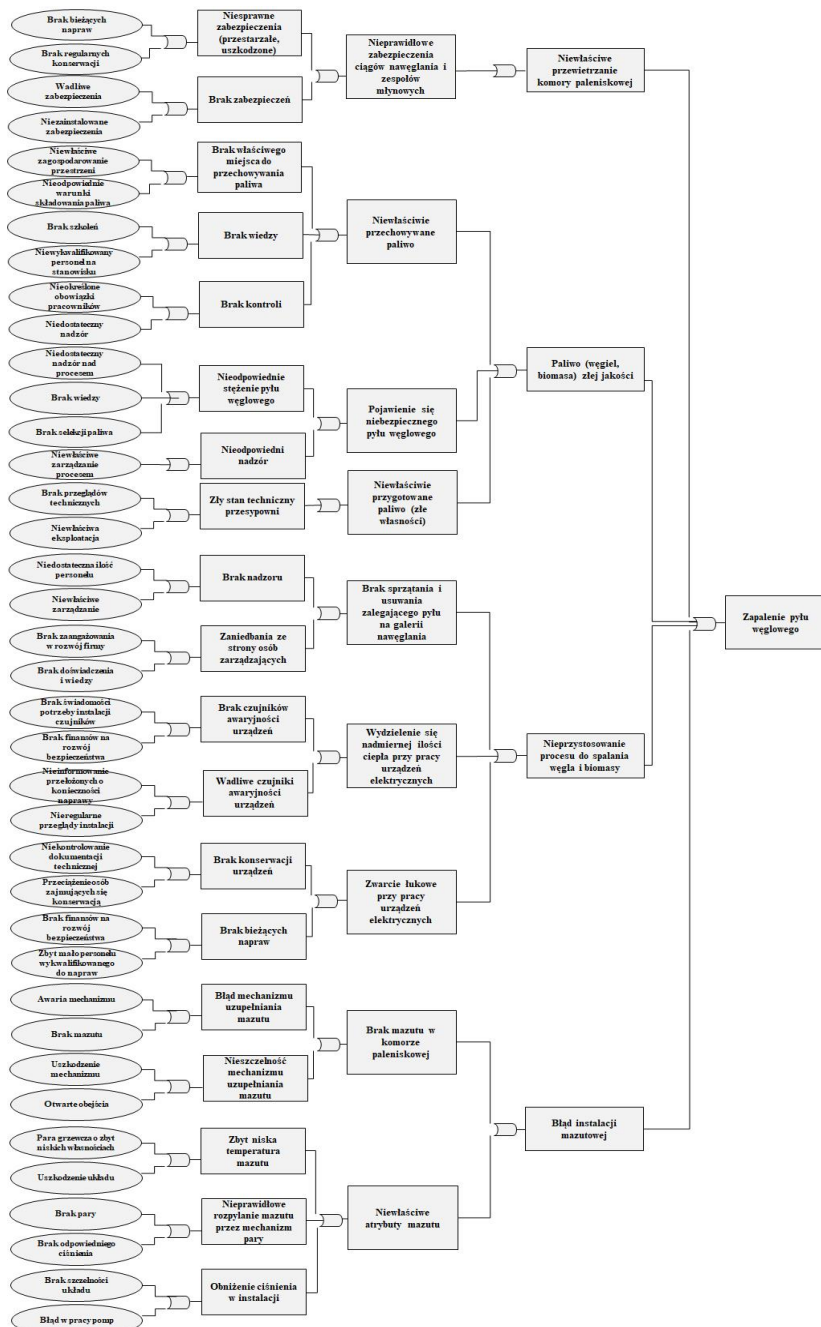 Brak bieżących
napraw
Brak regularnych
konserwacji
Wadliwe
zabezpieczenia
Niezainstalowane
zabezpieczenia
Niewłaściwe
zagospodarowanie
przestrzeni
Nieodpowiednie
warunki
składowania paliwa
Brak szkoleń
Niewykwalifikowany
personel na
stanowisku
Nieokreślone
obowiązki
pracowników
Niedostateczny
nadzór
Niedostateczny
nadzór nad
procesem
Brak wiedzy
Brak selekcji paliwa
Niewłaściwe
zarządzanie
procesem
Brak przeglądów
technicznych
Niewłaściwa
eksploatacja
Niedostateczna ilość
personelu
Niewłaściwe
zarządzanie
Brak zaangażowania
w rozwój firmy
Brak doświadczenia
i wiedzy
Brak świadomości
potrzeby instalacji
czujników
Brak finansów na
rozwój
bezpieczeństwa
Nieinformowanie
przełożonych o
konieczności
naprawy
Nieregularne
przeglądy instalacji
Niekontrolowanie
dokumentacji
technicznej
Przeciążenie osób
zajmujących się
konserwacją
Brak finansów na
rozwój
bezpieczeństwa
Zbyt mało personelu
wykwalifikowanego
do napraw
Awaria mechanizmu
Brak mazutu
Uszkodzenie
mechanizmu
Otwarte obejścia
Para grzewcza o zbyt
niskich własnościach
Uszkodzenie układu
Brak pary
Brak odpowiedniego
ciśnienia
Brak szczelności
układu
Błąd w pracy pomp
Niesprawne
zabezpieczenia
(przestarzałe,
uszkodzone)
Brak zabezpieczeń
Brak właściwego
miejsca do
przechowywania
paliwa
Brak wiedzy
Brak kontroli
Nieodpowiednie
stężenie pyłu
węglowego
Nieodpowiedni
nadzór
Zły stan techniczny
przesypowni
Brak nadzoru
Zaniedbania ze
strony osób
zarządzających
Brak czujników
awaryjności
urządzeń
Wadliwe czujniki
awaryjności
urządzeń
Brak konserwacji
urządzeń
Brak bieżących
napraw
Błąd mechanizmu
uzupełniania
mazutu
Nieszczelność
mechanizmu
uzupełniania
mazutu
Zbyt niska
temperatura
mazutu
Nieprawidłowe
rozpylanie mazutu
przez mechanizm
pary
Obniżenie ciśnienia
w instalacji
Nieprawidłowe
zabezpieczenia
ciągów nawęglania i
zespołów
młynowych
Niewłaściwie
przechowywane
paliwo
Pojawienie się
niebezpiecznego
pyłu węglowego
Niewłaściwie
przygotowane
paliwo (złe
własności)
Brak sprzątania i
usuwania
zalegającego pyłu
na galerii
nawęglania
Wydzielenie się
nadmiernej ilości
ciepła przy pracy
urządzeń
elektrycznych
Zwarcie łukowe
przy pracy
urządzeń
elektrycznych
Brak mazutu w
komorze
paleniskowej
Niewłaściwe
atrybuty mazutu
Niewłaściwe
przewietrzanie
komory paleniskowej
Paliwo (węgiel,
biomasa) złej jakości
Nieprzystosowanie
procesu do spalania
węgla i biomasy
Błąd instalacji
mazutowej
Zapalenie pyłu
węglowego